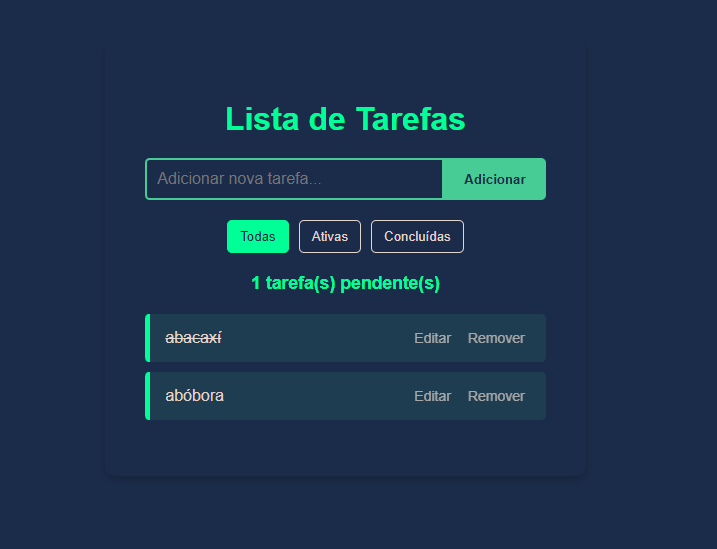 Lista de Tarefas
Adicionar nova tarefa... Adicionar
Todas Ativas Concluídas
1 tarefa(s) pendente(s)
abacaxí Editar Remover
abóbora Editar Remover